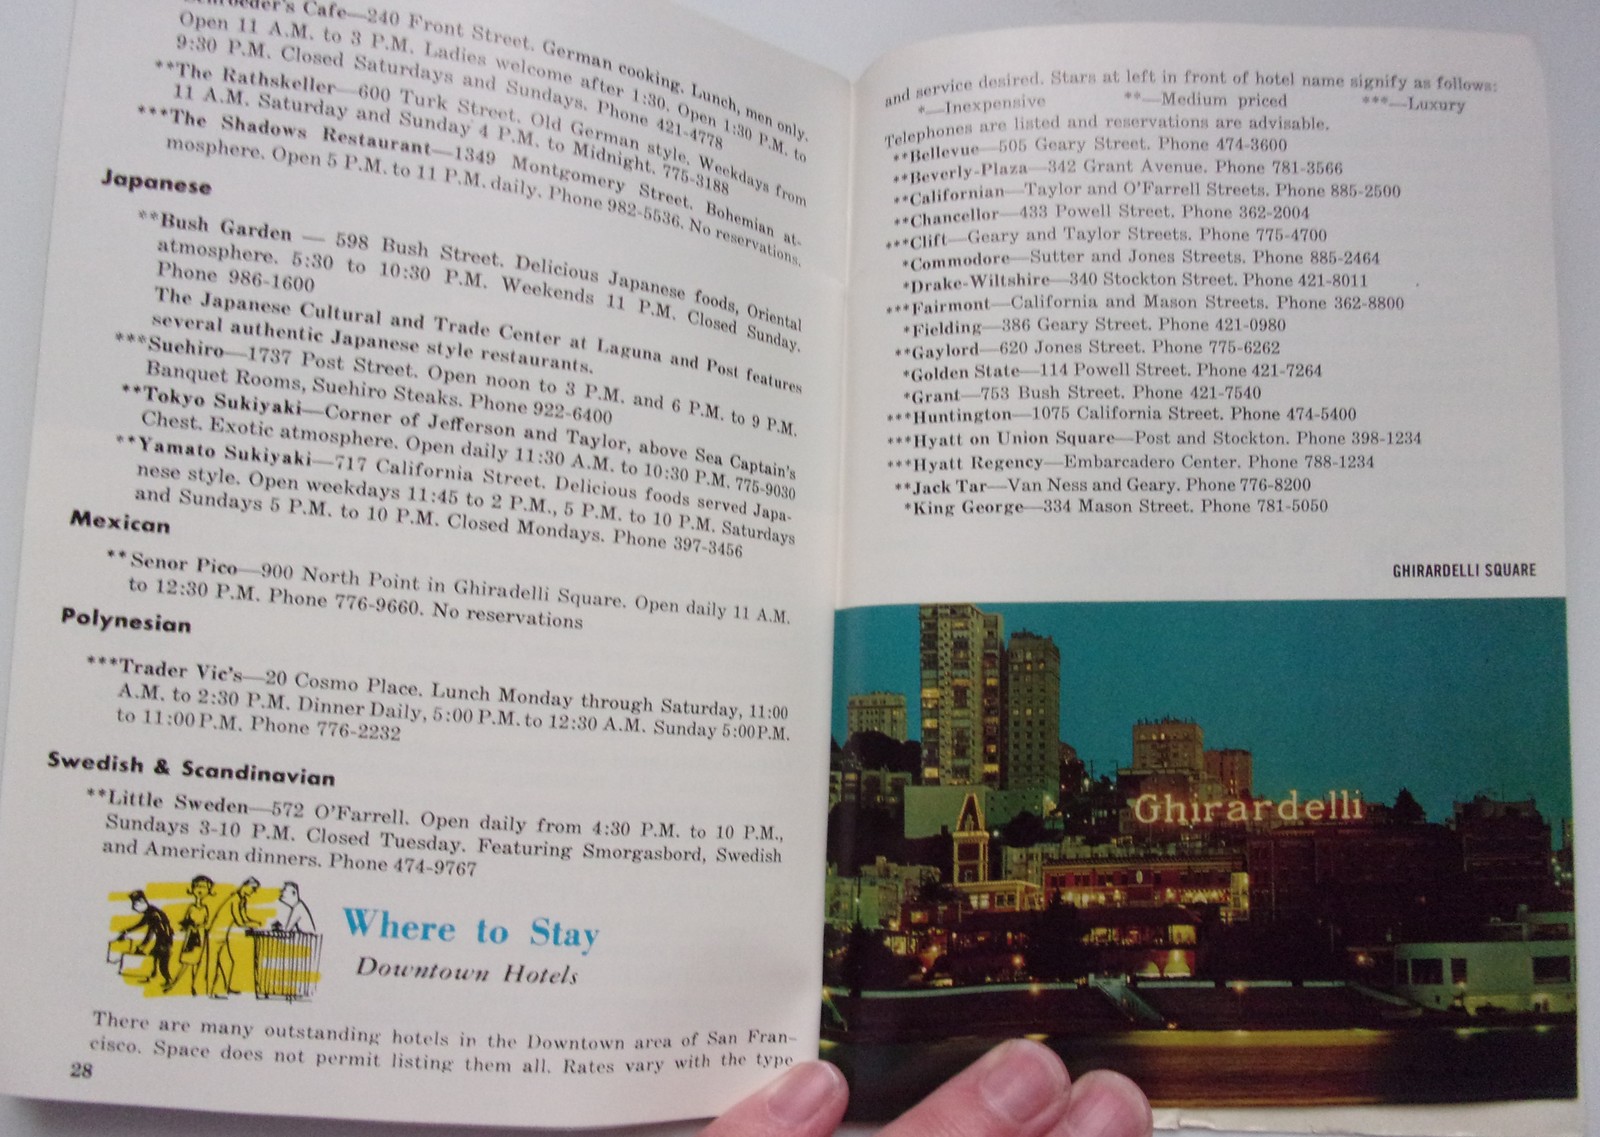 Cafe—240 Front Street. German cooking. Lunch, men only.
Open 11 A.M. to 3 P.M. Ladies welcome after 1:30. Open 1:30 P.M. to
9:30 P.M. Closed Saturdays and Sundays. Phone 421-4778
**The Rathskeller—600 Turk Street. Old German style. Weekdays from
11 A.M. Saturday and Sunday 4 P.M. to Midnight. 775-3188
***The Shadows Restaurant—1349 Montgomery Street. Bohemian at-
mosphere. Open 5 P.M. to 11 P.M. daily. Phone 982-5536. No reservations.
Japanese
**Bush Garden — 598 Bush Street. Delicious Japanese foods, Oriental
atmosphere. 5:30 to 10:30 P.M. Weekends 11 P.M. Closed Sunday.
Phone 986-1600
The Japanese Cultural and Trade Center at Laguna and Post features
several authentic Japanese style restaurants.
***Suehiro—1737 Post Street. Open noon to 3 P.M. and 6 P.M. to 9 P.M.
Banquet Rooms, Suehiro Steaks. Phone 922-6400
**Tokyo Sukiyaki—Corner of Jefferson and Taylor, above Sea Captain's
Chest. Exotic atmosphere. Open daily 11:30 A.M. to 10:30 P.M. 775-9030
**Yamato Sukiyaki—717 California Street. Delicious foods served Japa-
nese style. Open weekdays 11:45 to 2 P.M., 5 P.M. to 10 P.M. Saturdays
and Sundays 5 P.M. to 10 P.M. Closed Mondays. Phone 397-3456
Mexican
**Senor Pico—900 North Point in Ghiradelli Square. Open daily 11 A.M.
to 12:30 P.M. Phone 776-9660. No reservations
Polynesian
***Trader Vic's—20 Cosmo Place. Lunch Monday through Saturday, 11:00
A.M. to 2:30 P.M. Dinner Daily, 5:00 P.M. to 12:30 A.M. Sunday 5:00P.M.
to 11:00 P.M. Phone 776-2232
Swedish & Scandinavian
**Little Sweden—572 O'Farrell. Open daily from 4:30 P.M. to 10 P.M.,
Sundays 3-10 P.M. Closed Tuesday. Featuring Smorgasbord, Swedish
and American dinners. Phone 474-9767
Where to Stay
Downtown Hotels
There are many outstanding hotels in the Downtown area of San Fran-
cisco. Space does not permit listing them all. Rates vary with the type
28
and service desired. Stars at left in front of hotel name signify as follows:
*—Inexpensive **—Medium priced ***—Luxury
Telephones are listed and reservations are advisable.
**Bellevue—505 Geary Street. Phone 474-3600
**Beverly-Plaza—342 Grant Avenue. Phone 781-3566
**Californian—Taylor and O'Farrell Streets. Phone 885-2500
**Chancellor—433 Powell Street. Phone 362-2004
***Clift—Geary and Taylor Streets. Phone 775-4700
*Commodore—Sutter and Jones Streets. Phone 885-2464
*Drake-Wiltshire—340 Stockton Street. Phone 421-8011
***Fairmont—California and Mason Streets. Phone 362-8800
*Fielding—386 Geary Street. Phone 421-0980
**Gaylord—620 Jones Street. Phone 775-6262
*Golden State—114 Powell Street. Phone 421-7264
*Grant—753 Bush Street. Phone 421-7540
***Huntington—1075 California Street. Phone 474-5400
***Hyatt on Union Square—Post and Stockton. Phone 398-1234
***Hyatt Regency—Embarcadero Center. Phone 788-1234
**Jack Tar—Van Ness and Geary. Phone 776-8200
*King George—334 Mason Street. Phone 781-5050
GHIRARDELLI SQUARE
Ghirardelli